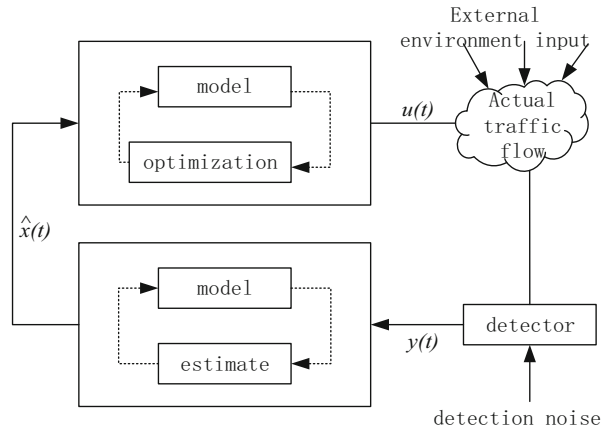 External
environment input
model
Actual
traffic
flow
u(t)
optimization
x̂(t)
model
detector
y(t)
estimate
detection noise